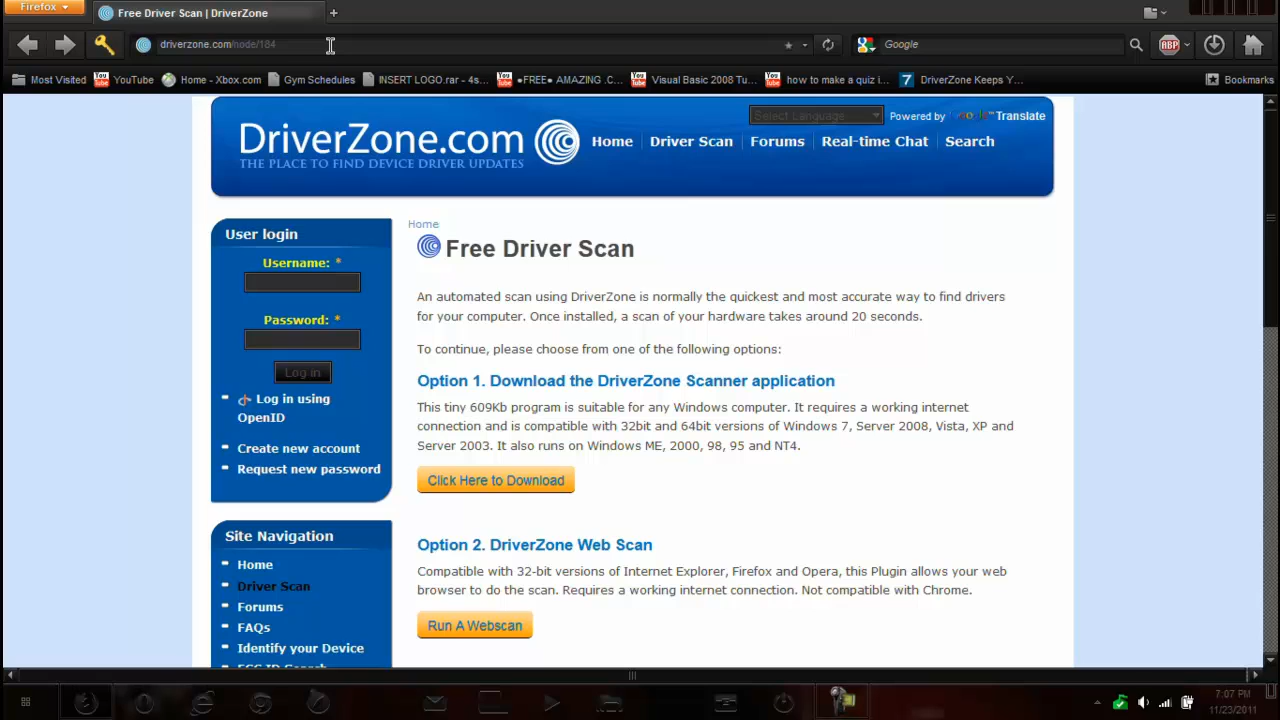 Firefox
Free Driver Scan | DriverZone
driverzone.com/node/184
Google
ABP
Most Visited
YouTube
Home - Xbox.com
Gym Schedules
INSERT LOGO.rar - 4s...
•FREE• AMAZING .C...
Visual Basic 2008 Tu...
how to make a quiz i...
DriverZone Keeps Y...
Bookmarks
DriverZone.com
THE PLACE TO FIND DEVICE DRIVER UPDATES
Select Language
Powered by Google™ Translate
Home Driver Scan Forums Real-time Chat Search
User login
Username: *
Password: *
Log in
Log in using
OpenID
Create new account
Request new password
Site Navigation
Home
Driver Scan
Forums
FAQs
Identify your Device
FCC ID Search
Home
Free Driver Scan
An automated scan using DriverZone is normally the quickest and most accurate way to find drivers
for your computer. Once installed, a scan of your hardware takes around 20 seconds.
To continue, please choose from one of the following options:
Option 1. Download the DriverZone Scanner application
This tiny 609Kb program is suitable for any Windows computer. It requires a working internet
connection and is compatible with 32bit and 64bit versions of Windows 7, Server 2008, Vista, XP and
Server 2003. It also runs on Windows ME, 2000, 98, 95 and NT4.
Click Here to Download
Option 2. DriverZone Web Scan
Compatible with 32-bit versions of Internet Explorer, Firefox and Opera, this Plugin allows your web
browser to do the scan. Requires a working internet connection. Not compatible with Chrome.
Run A Webscan
7:07 PM
11/23/2011